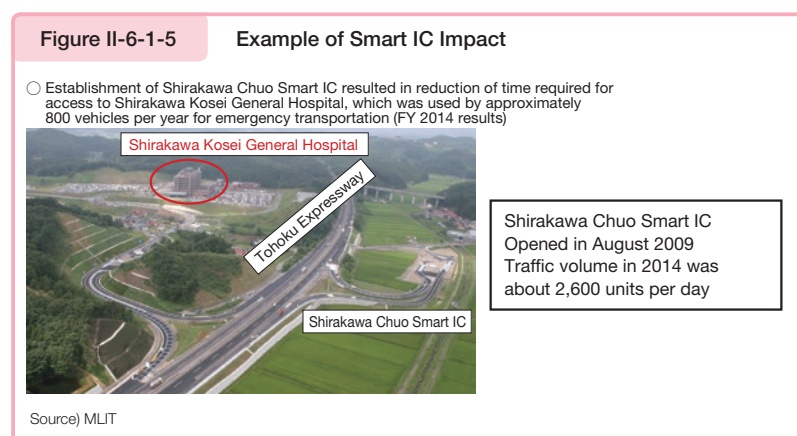 Figure II-6-1-5
Example of Smart IC Impact
○ Establishment of Shirakawa Chuo Smart IC resulted in reduction of time required for
access to Shirakawa Kosei General Hospital, which was used by approximately
800 vehicles per year for emergency transportation (FY 2014 results)
Shirakawa Kosei General Hospital
Tohoku Expressway
Shirakawa Chuo Smart IC
Shirakawa Chuo Smart IC
Opened in August 2009
Traffic volume in 2014 was
about 2,600 units per day
Source) MLIT